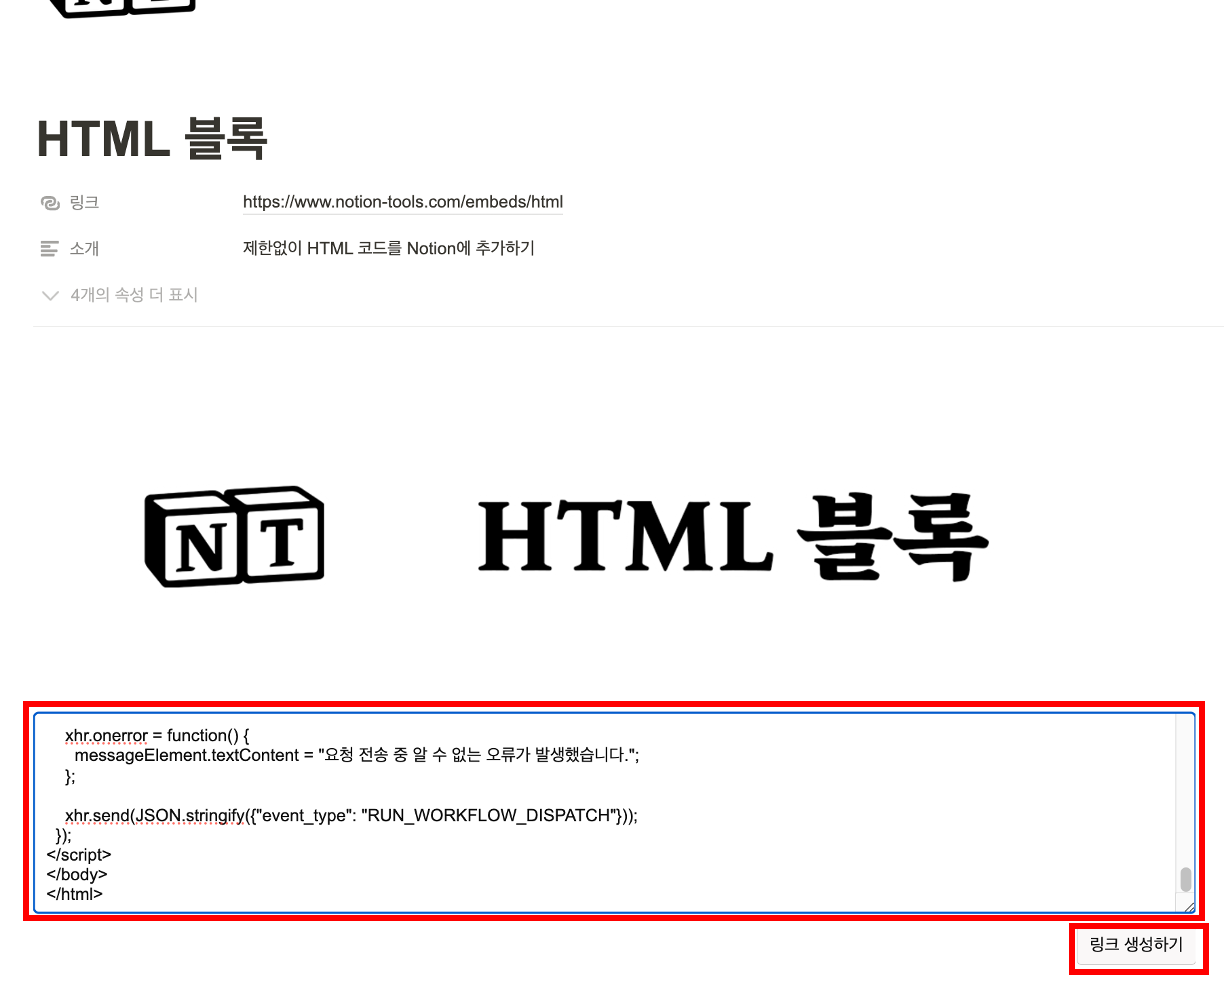 HTML 블록
링크
https://www.notion-tools.com/embeds/html
소개
제한없이 HTML 코드를 Notion에 추가하기
4개의 속성 더 표시
NT
HTML 블록
xhr.onerror = function() {
messageElement.textContent = "요청 전송 중 알 수 없는 오류가 발생했습니다.";
};
xhr.send(JSON.stringify({"event_type": "RUN_WORKFLOW_DISPATCH"}));
});
</script>
</body>
</html>
링크 생성하기